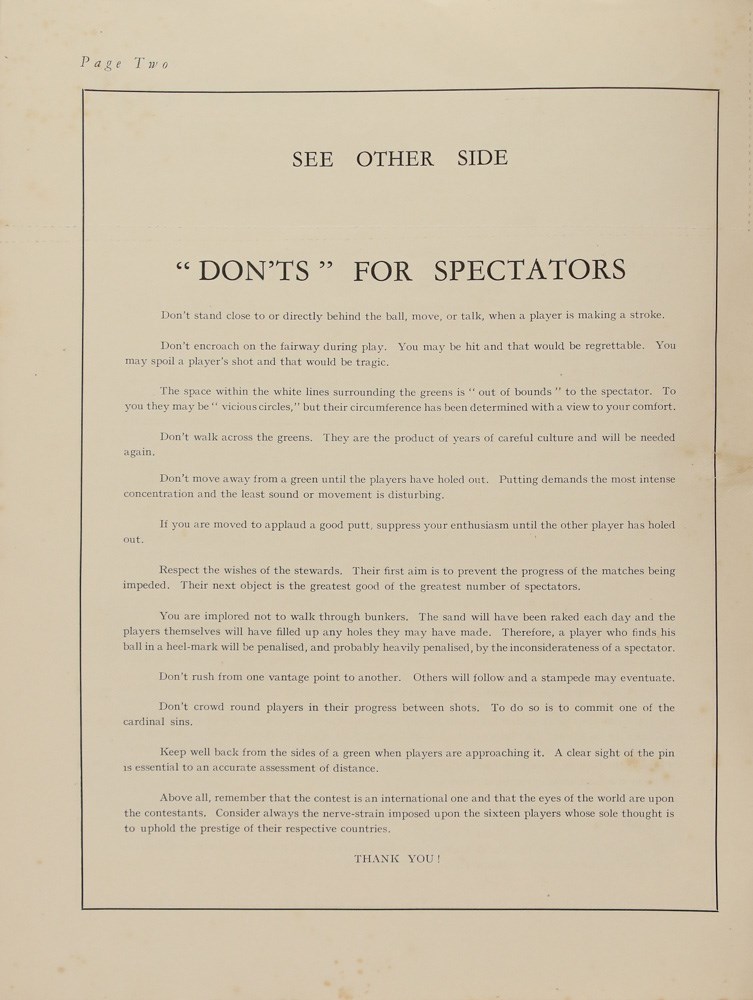 Page Two
SEE OTHER SIDE
“ DON’TS ” FOR SPECTATORS
Don’t stand close to or directly behind the ball, move, or talk, when a player is making a stroke.
Don’t encroach on the fairway during play. You may be hit and that would be regrettable. You
may spoil a player’s shot and that would be tragic.
The space within the white lines surrounding the greens is “ out of bounds ” to the spectator. To
you they may be “ vicious circles,” but their circumference has been determined with a view to your comfort.
Don’t walk across the greens. They are the product of years of careful culture and will be needed
again.
Don’t move away from a green until the players have holed out. Putting demands the most intense
concentration and the least sound or movement is disturbing.
If you are moved to applaud a good putt, suppress your enthusiasm until the other player has holed
out.
Respect the wishes of the stewards. Their first aim is to prevent the progress of the matches being
impeded. Their next object is the greatest good of the greatest number of spectators.
You are implored not to walk through bunkers. The sand will have been raked each day and the
players themselves will have filled up any holes they may have made. Therefore, a player who finds his
ball in a heel-mark will be penalised, and probably heavily penalised, by the inconsiderateness of a spectator.
Don’t rush from one vantage point to another. Others will follow and a stampede may eventuate.
Don’t crowd round players in their progress between shots. To do so is to commit one of the
cardinal sins.
Keep well back from the sides of a green when players are approaching it. A clear sight of the pin
is essential to an accurate assessment of distance.
Above all, remember that the contest is an international one and that the eyes of the world are upon
the contestants. Consider always the nerve-strain imposed upon the sixteen players whose sole thought is
to uphold the prestige of their respective countries.
THANK YOU !